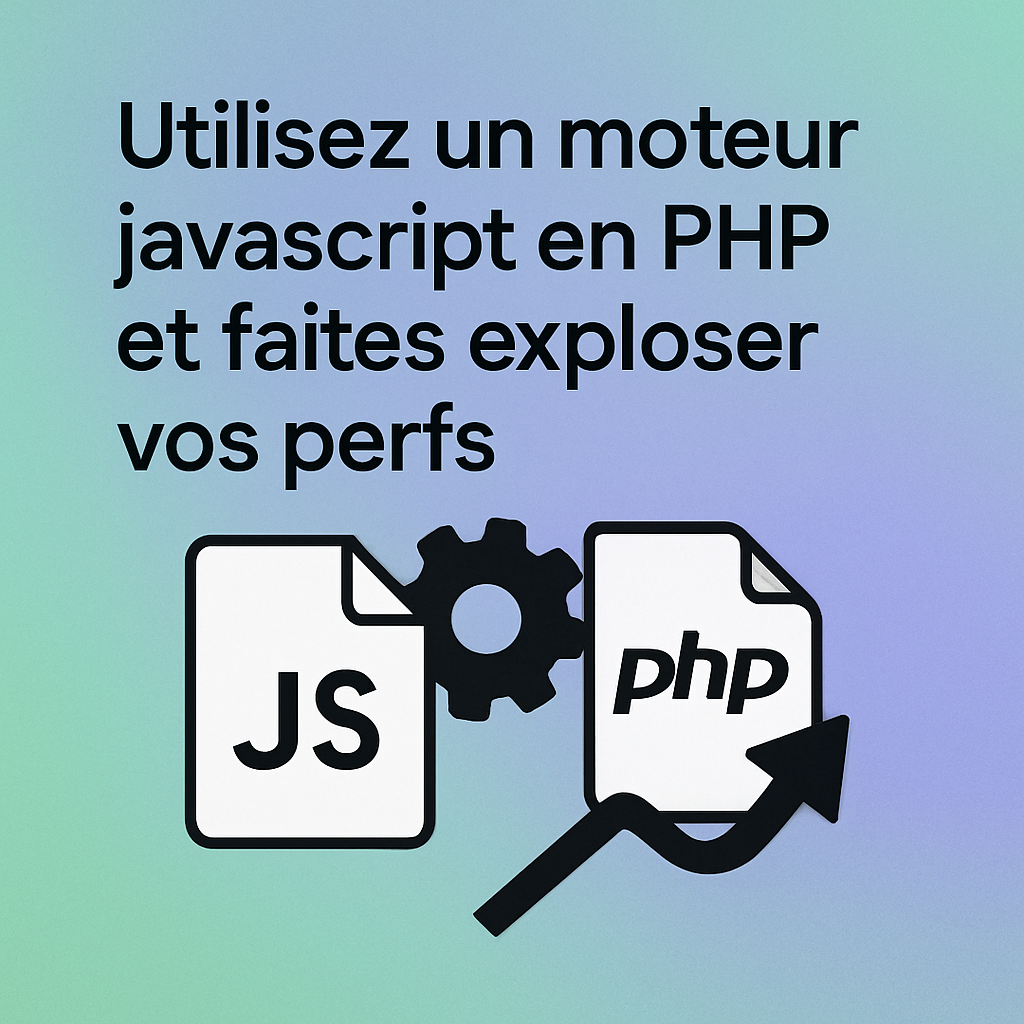 Utilisez un moteur
javascript en PHP
et faites exploser
vos perfs
JS
php